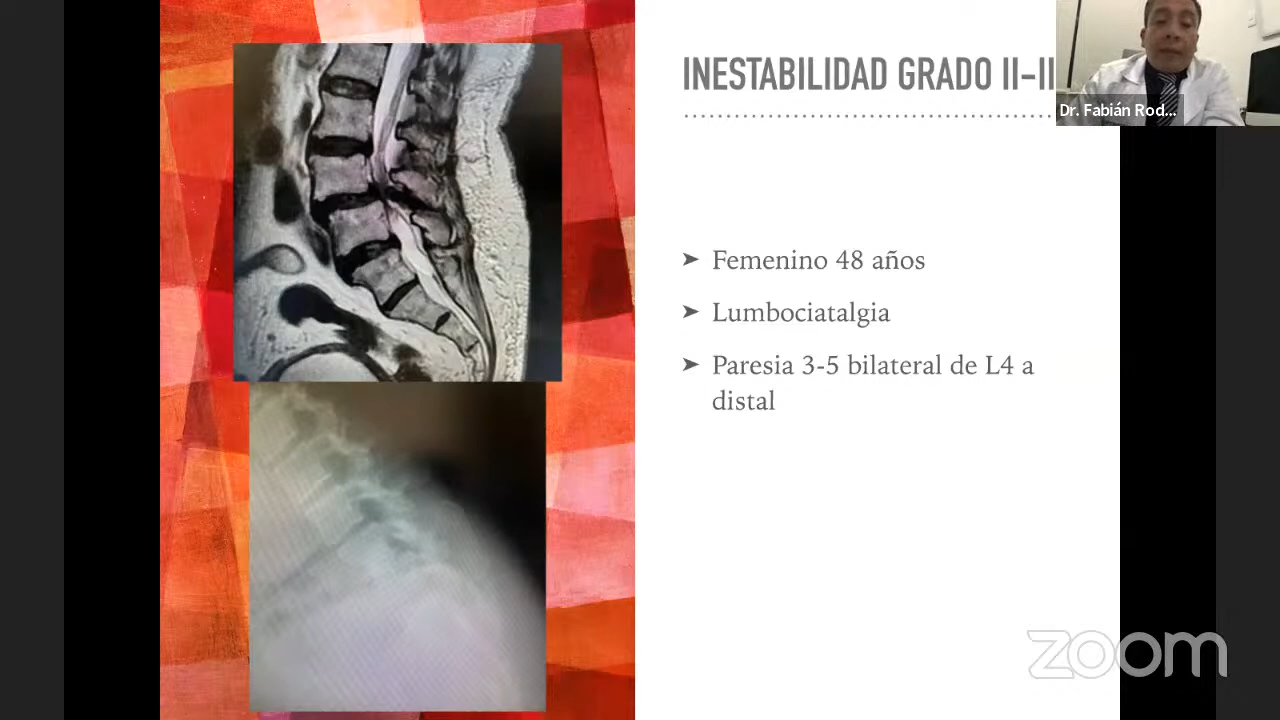 INESTABILIDAD GRADO II-II
Dr. Fabián Rod...
➤ Femenino 48 años
➤ Lumbociatalgia
➤ Paresia 3-5 bilateral de L4 a
distal
zoom